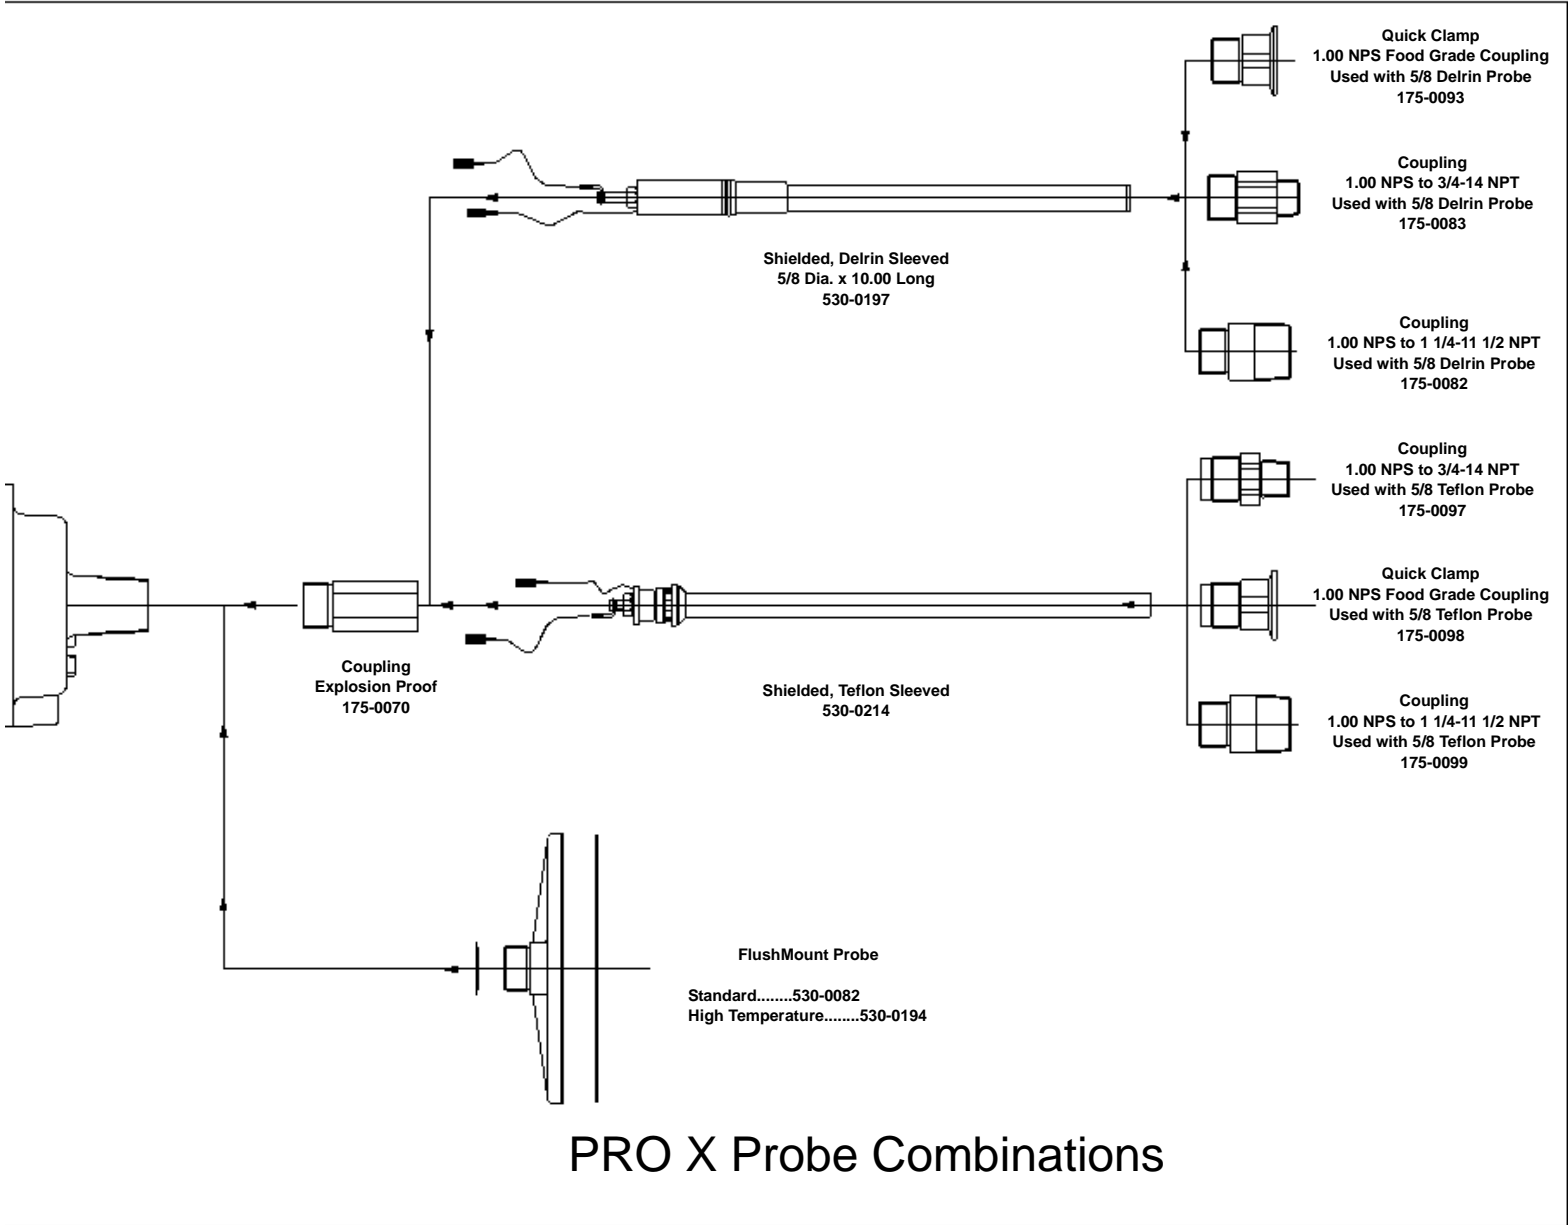 Quick Clamp
1.00 NPS Food Grade Coupling
Used with 5/8 Delrin Probe
175-0093
Coupling
1.00 NPS to 3/4-14 NPT
Used with 5/8 Delrin Probe
175-0083
Shielded, Delrin Sleeved
5/8 Dia. x 10.00 Long
530-0197
Coupling
1.00 NPS to 1 1/4-11 1/2 NPT
Used with 5/8 Delrin Probe
175-0082
Coupling
1.00 NPS to 3/4-14 NPT
Used with 5/8 Teflon Probe
175-0097
Quick Clamp
1.00 NPS Food Grade Coupling
Used with 5/8 Teflon Probe
175-0098
Coupling
Explosion Proof
175-0070
Shielded, Teflon Sleeved
530-0214
Coupling
1.00 NPS to 1 1/4-11 1/2 NPT
Used with 5/8 Teflon Probe
175-0099
FlushMount Probe
Standard........530-0082
High Temperature........530-0194
PRO X Probe Combinations